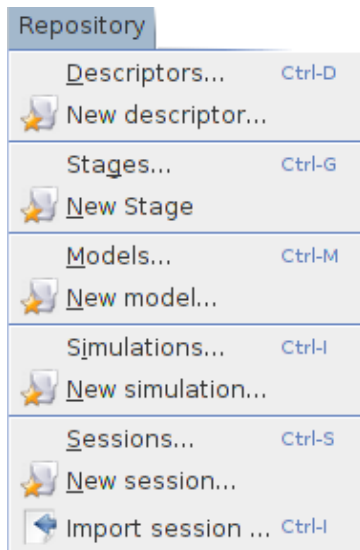 Repository
Descriptors... Ctrl-D
New descriptor...
Stages... Ctrl-G
New Stage
Models... Ctrl-M
New model...
Simulations... Ctrl-I
New simulation...
Sessions... Ctrl-S
New session...
Import session ... Ctrl-I